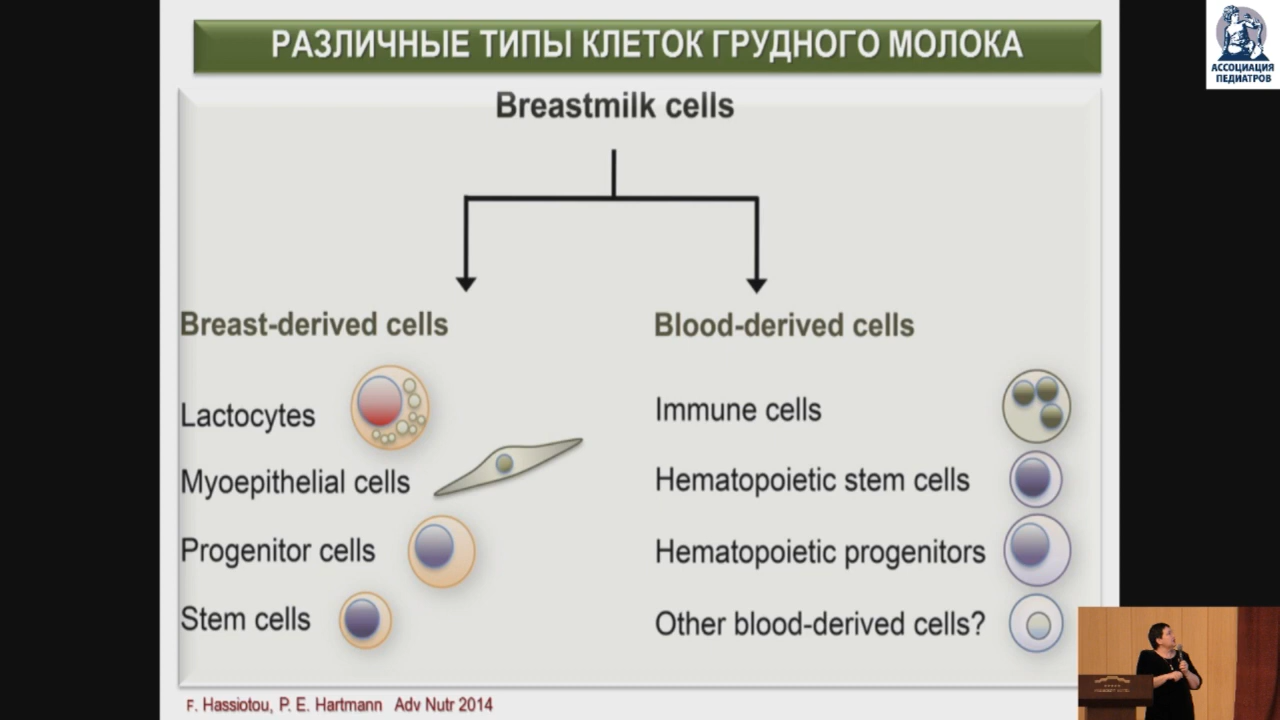 РАЗЛИЧНЫЕ ТИПЫ КЛЕТОК ГРУДНОГО МОЛОКА
АССОЦИАЦИЯ
ПЕДИАТРОВ
Breastmilk cells
Breast-derived cells
Lactocytes
Myoepithelial cells
Progenitor cells
Stem cells
Blood-derived cells
Immune cells
Hematopoietic stem cells
Hematopoietic progenitors
Other blood-derived cells?
F. Hassiotou, P. E. Hartmann Adv Nutr 2014